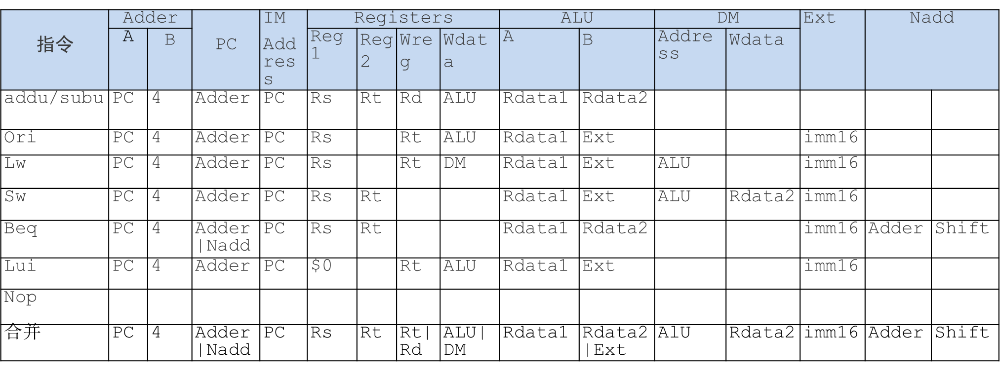 指令 Adder PC IM Address Registers ALU DM Ext Nadd
A B Reg1 Reg2 Wreg Wdata A B Address Wdata
addu/subu PC 4 Adder PC Rs Rt Rd ALU Rdata1 Rdata2
Ori PC 4 Adder PC Rs Rt ALU Rdata1 Ext imm16
Lw PC 4 Adder PC Rs Rt DM Rdata1 Ext ALU imm16
Sw PC 4 Adder PC Rs Rt Rdata1 Ext ALU Rdata2 imm16
Beq PC 4 Adder|Nadd PC Rs Rt Rdata1 Rdata2 imm16 Adder Shift
Lui PC 4 Adder PC $0 Rt ALU Rdata1 Ext imm16
Nop
合并 PC 4 Adder|Nadd PC Rs Rt Rt|Rd ALU|DM Rdata1 Rdata2|Ext AlU Rdata2 imm16 Adder Shift